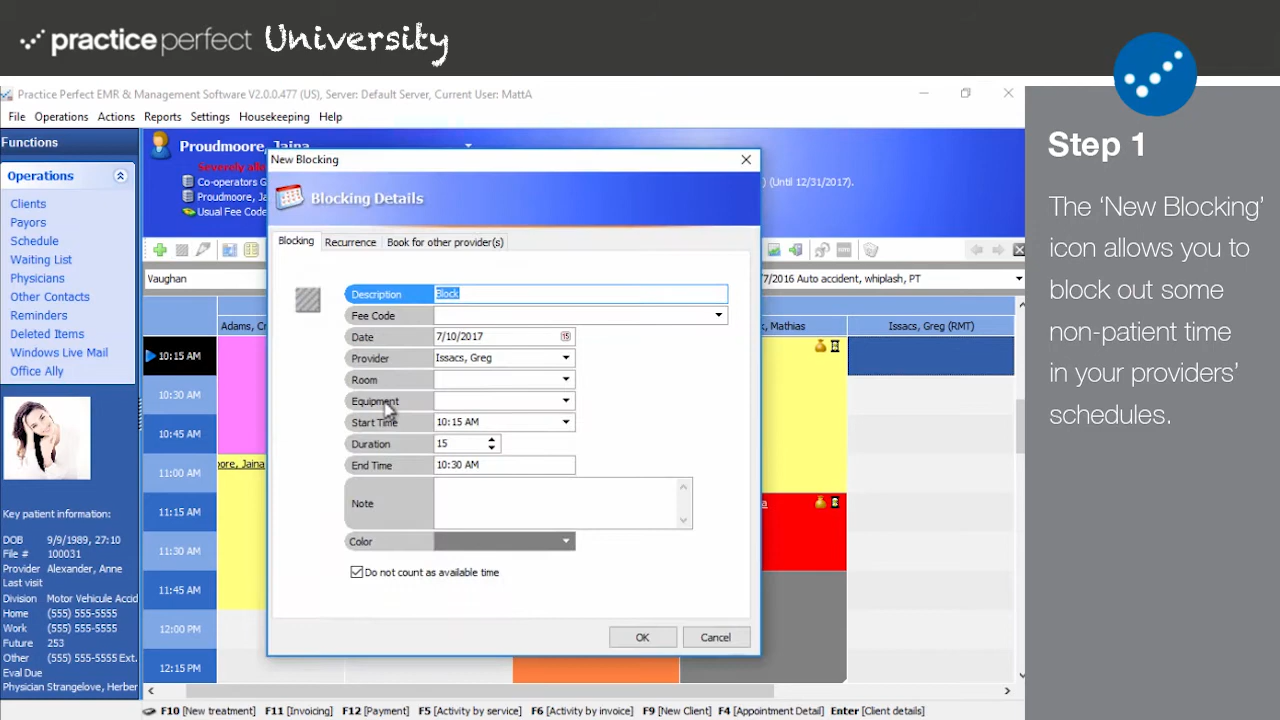 practice perfect University
Practice Perfect EMR & Management Software V2.0.0.477 (US), Server: Default Server, Current User: MattA
File Operations Actions Reports Settings Housekeeping Help
Functions
Operations
Clients
Payors
Schedule
Waiting List
Physicians
Other Contacts
Reminders
Deleted Items
Windows Live Mail
Office Ally
Key patient information:
DOB 9/9/1989, 27:10
File # 100031
Provider Alexander, Anne
Last visit
Division Motor Vehicule Accid
Home (555) 555-5555
Work (555) 555-5555
Future 253
Other (555) 555-5555 Ext.
Eval Due
Physician Strangelove, Herber
Proudmoore, Jaina
Severely all
Co-operators G
) (Until 12/31/2017).
Proudmoore, Ja
Usual Fee Code
Vaughan
7/2016 Auto accident, whiplash, PT
Adams, Cr
, Mathias
Issacs, Greg (RMT)
10:15 AM
10:30 AM
10:45 AM
11:00 AM
oore, Jaina
11:15 AM
11:30 AM
11:45 AM
12:00 PM
12:15 PM
New Blocking
Blocking Details
Blocking Recurrence Book for other provider(s)
Description Block
Fee Code
Date 7/10/2017
Provider Issacs, Greg
Room
Equipment
Start Time 10:15 AM
Duration 15
End Time 10:30 AM
Note
Color
Do not count as available time
OK Cancel
F10 [New treatment] F11 [Invoicing] F12 [Payment] F5 [Activity by service] F6 [Activity by invoice] F9 [New Client] F4 [Appointment Detail] Enter [Client details]
Step 1
The ‘New Blocking’
icon allows you to
block out some
non-patient time
in your providers’
schedules.